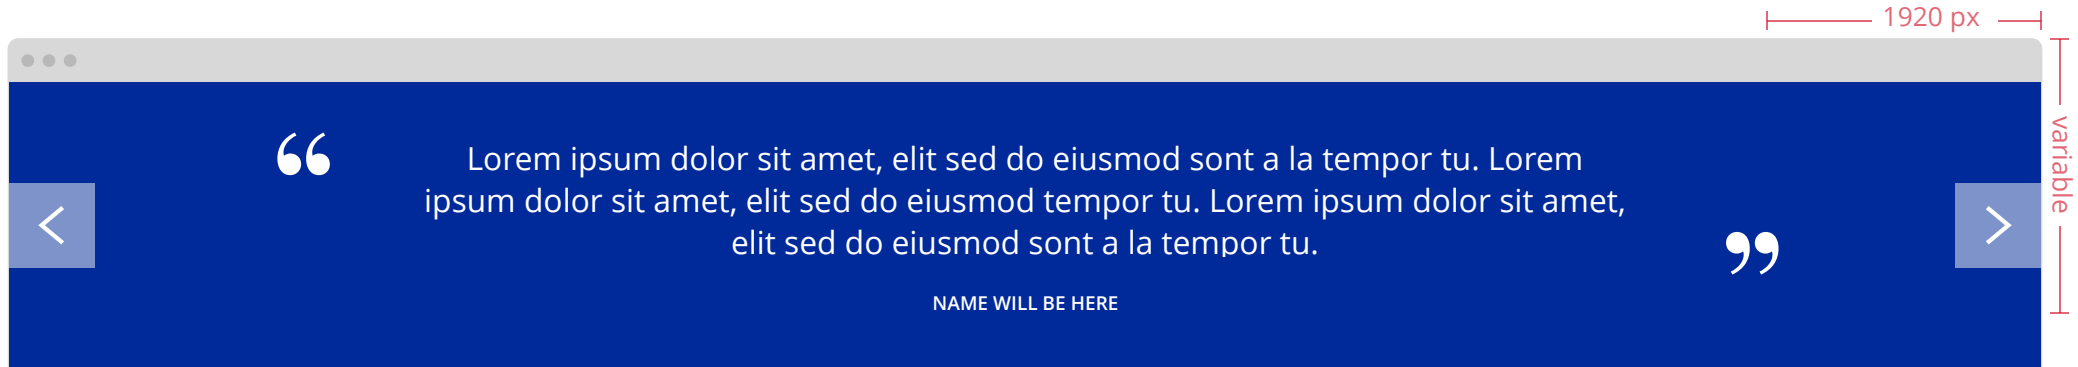 1920 px
“
Lorem ipsum dolor sit amet, elit sed do eiusmod sont a la tempor tu. Lorem
ipsum dolor sit amet, elit sed do eiusmod tempor tu. Lorem ipsum dolor sit amet,
elit sed do eiusmod sont a la tempor tu.
”
NAME WILL BE HERE
variable